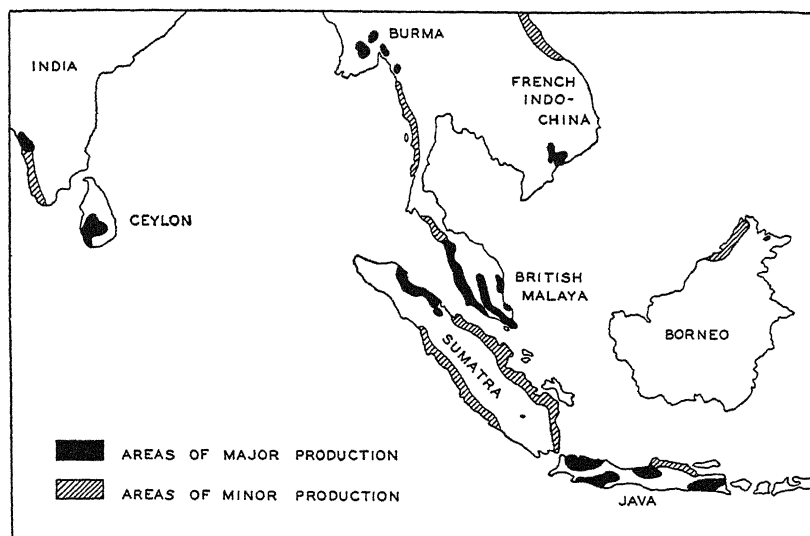 BURMA
INDIA
FRENCH
INDO-
CHINA
CEYLON
BRITISH
MALAYA
BORNEO
SUMATRA
AREAS OF MAJOR PRODUCTION
AREAS OF MINOR PRODUCTION
JAVA